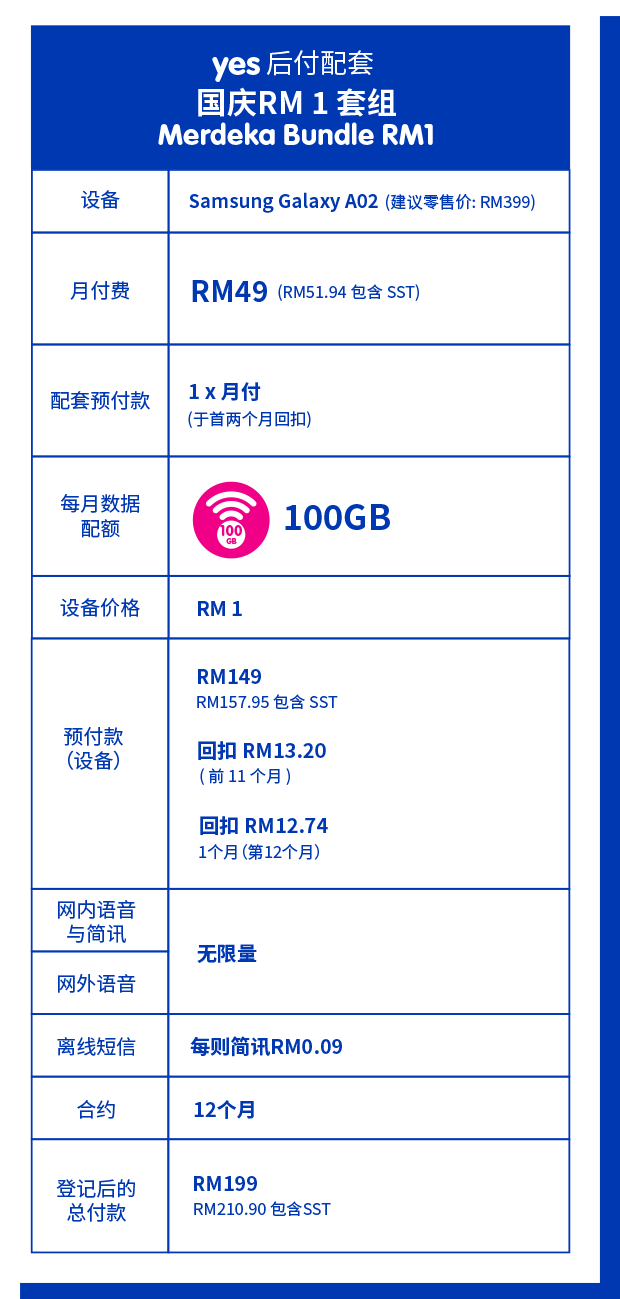 yes 后付配套
国庆RM 1 套组
Merdeka Bundle RM1
设备
Samsung Galaxy A02 (建议零售价: RM399)
月付费
RM49 (RM51.94 包含 SST)
配套预付款
1 x 月付
(于首两个月回扣)
每月数据
配额
100
GB
100GB
设备价格
RM 1
预付款
（设备）
RM149
RM157.95 包含 SST
回扣 RM13.20
( 前 11 个月 )
回扣 RM12.74
1个月（第12个月）
网内语音
与简讯
网外语音
无限量
离线短信
每则简讯RM0.09
合约
12个月
登记后的
总付款
RM199
RM210.90 包含SST